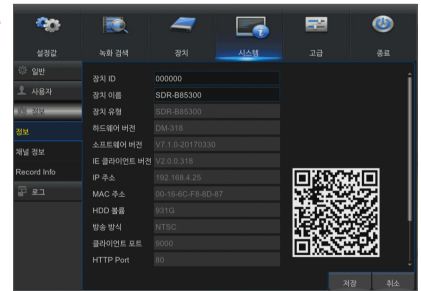 설정값
녹화 검색
장치
시스템
고급
종료
일반
사용자
정보
정보
채널 정보
Record Info
로그
장치 ID 000000
장치 이름 SDR-B85300
장치 유형 SDR-B85300
하드웨어 버전 DM-318
소프트웨어 버전 V7.1.0-20170330
IE 클라이언트 버전 V2.0.0.318
IP 주소 192.168.4.25
MAC 주소 00-16-6C-F8-8D-87
HDD 볼륨 931G
방송 방식 NTSC
클라이언트 포트 9000
HTTP Port 80
저장
취소